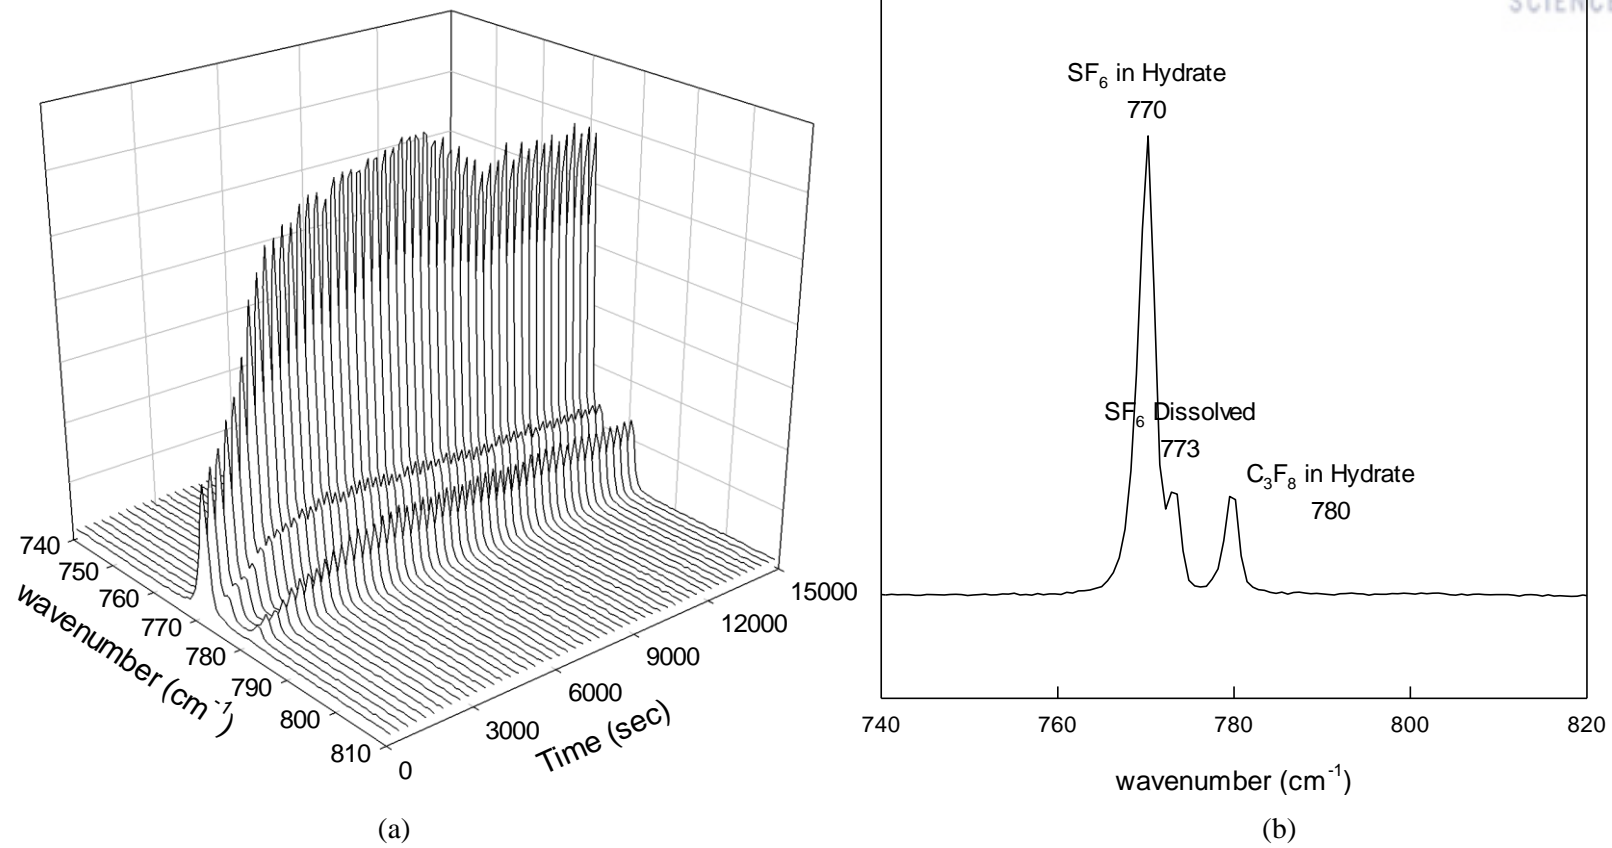 740
750
760
770
780
790
800
810
wavenumber (cm⁻¹)
0
3000
6000
9000
12000
15000
Time (sec)
(a)
SF₆ in Hydrate
770
SF₆ Dissolved
773
C₃F₈ in Hydrate
780
740 760 780 800 820
wavenumber (cm⁻¹)
(b)